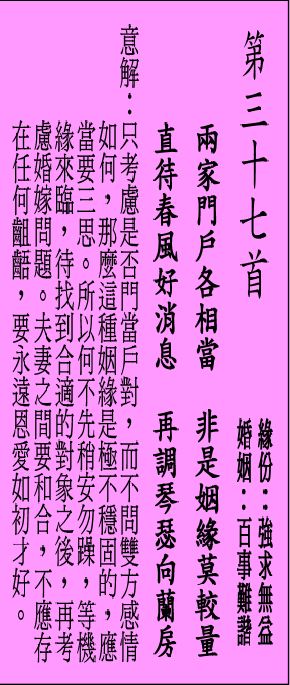 第三十七首
緣份：強求無益
婚姻：百事難諧
兩家門戶各相當　非是姻緣莫較量
直待春風好消息　再調琴瑟向蘭房
意解：只考慮是否門當戶對，而不問雙方感情
如何，那麼這種姻緣是極不穩固的，應
當要三思。所以何不先稍安勿躁，等機
緣來臨，待找到合適的對象之後，再考
慮婚嫁問題。夫妻之間要和合，不應存
在任何齟齬，要永遠恩愛如初才好。